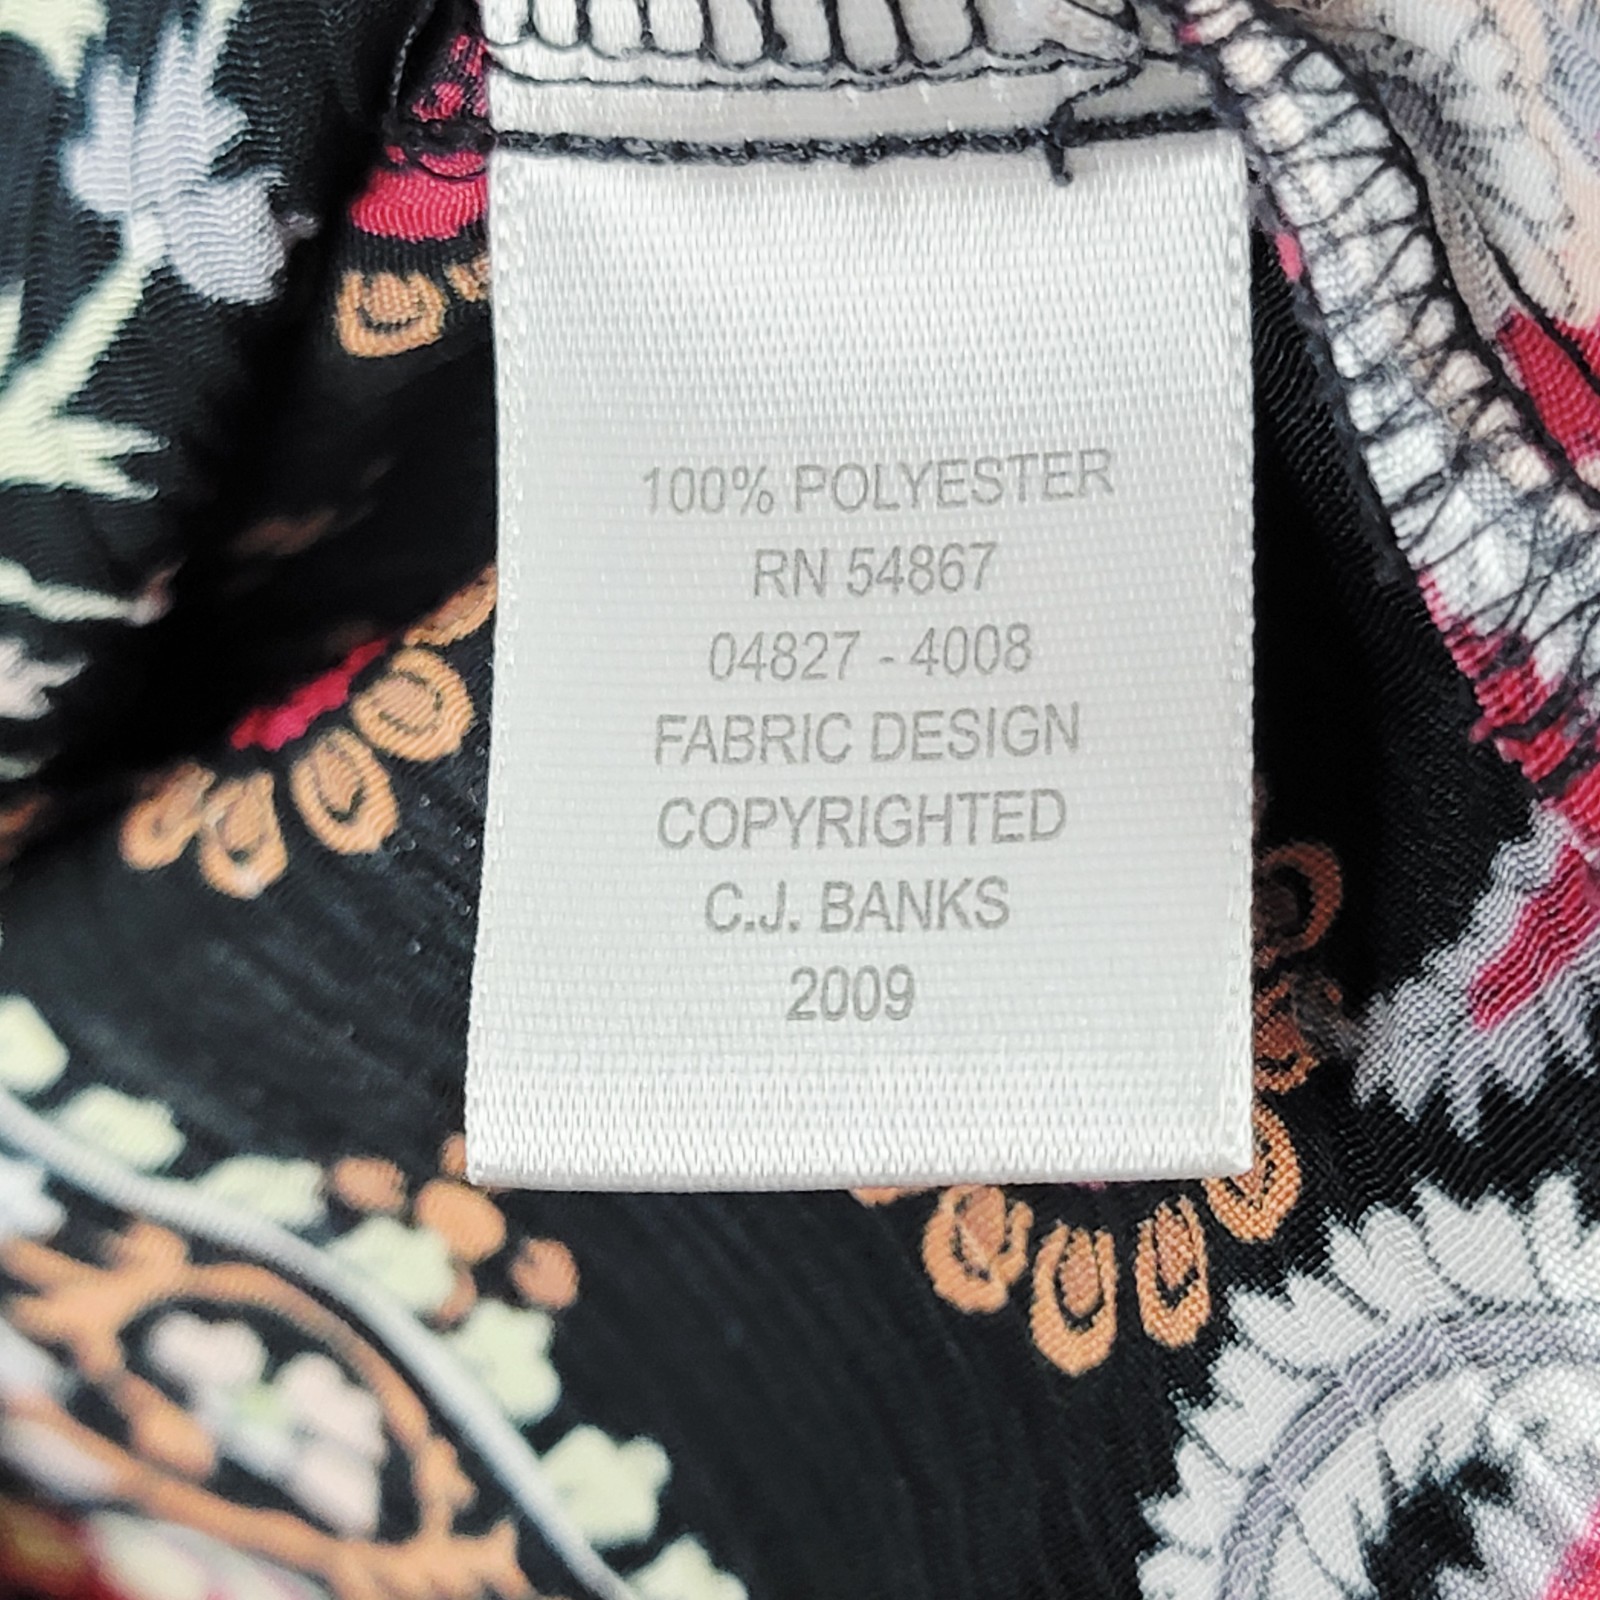 100% POLYESTER
RN 54867
04827 - 4008
FABRIC DESIGN
COPYRIGHTED
C.J. BANKS
2009